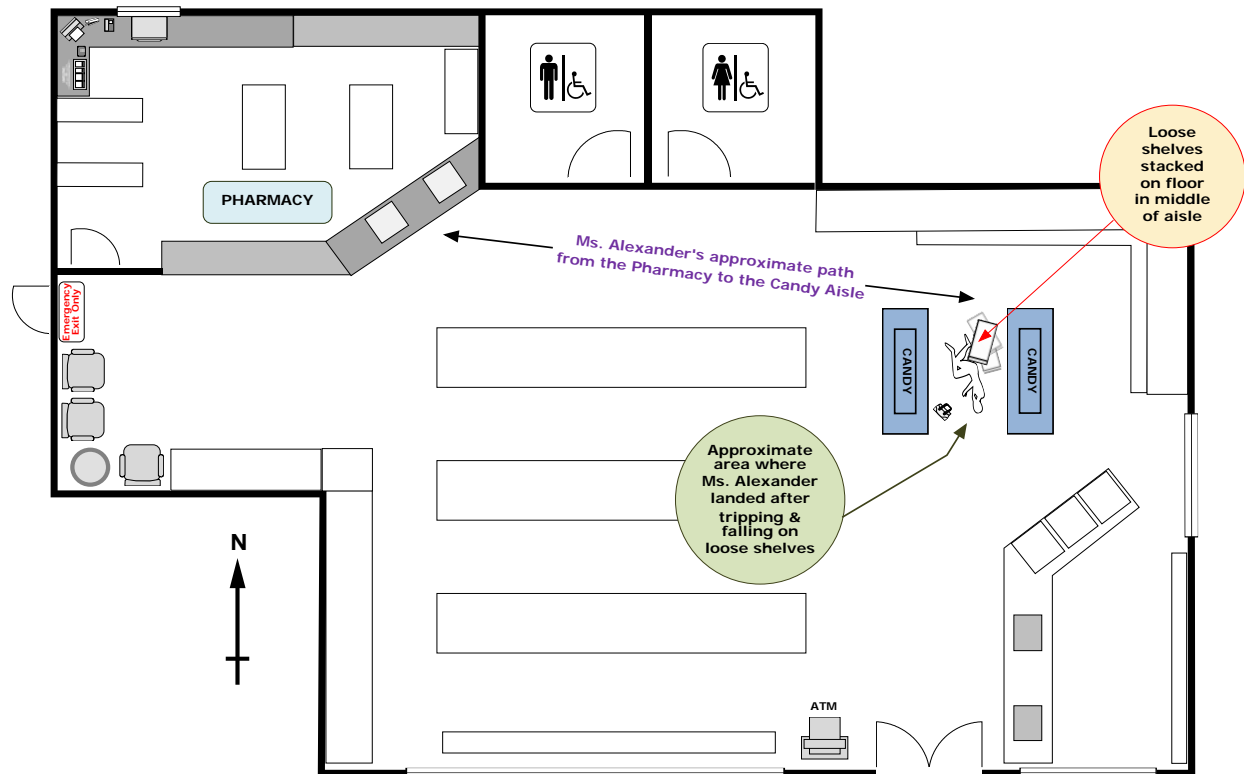 Loose
shelves
stacked
on floor
in middle
of aisle
PHARMACY
Ms. Alexander's approximate path
from the Pharmacy to the Candy Aisle
Emergency
Exit Only
CANDY
CANDY
Approximate
area where
Ms. Alexander
landed after
tripping &
falling on
loose shelves
N
ATM